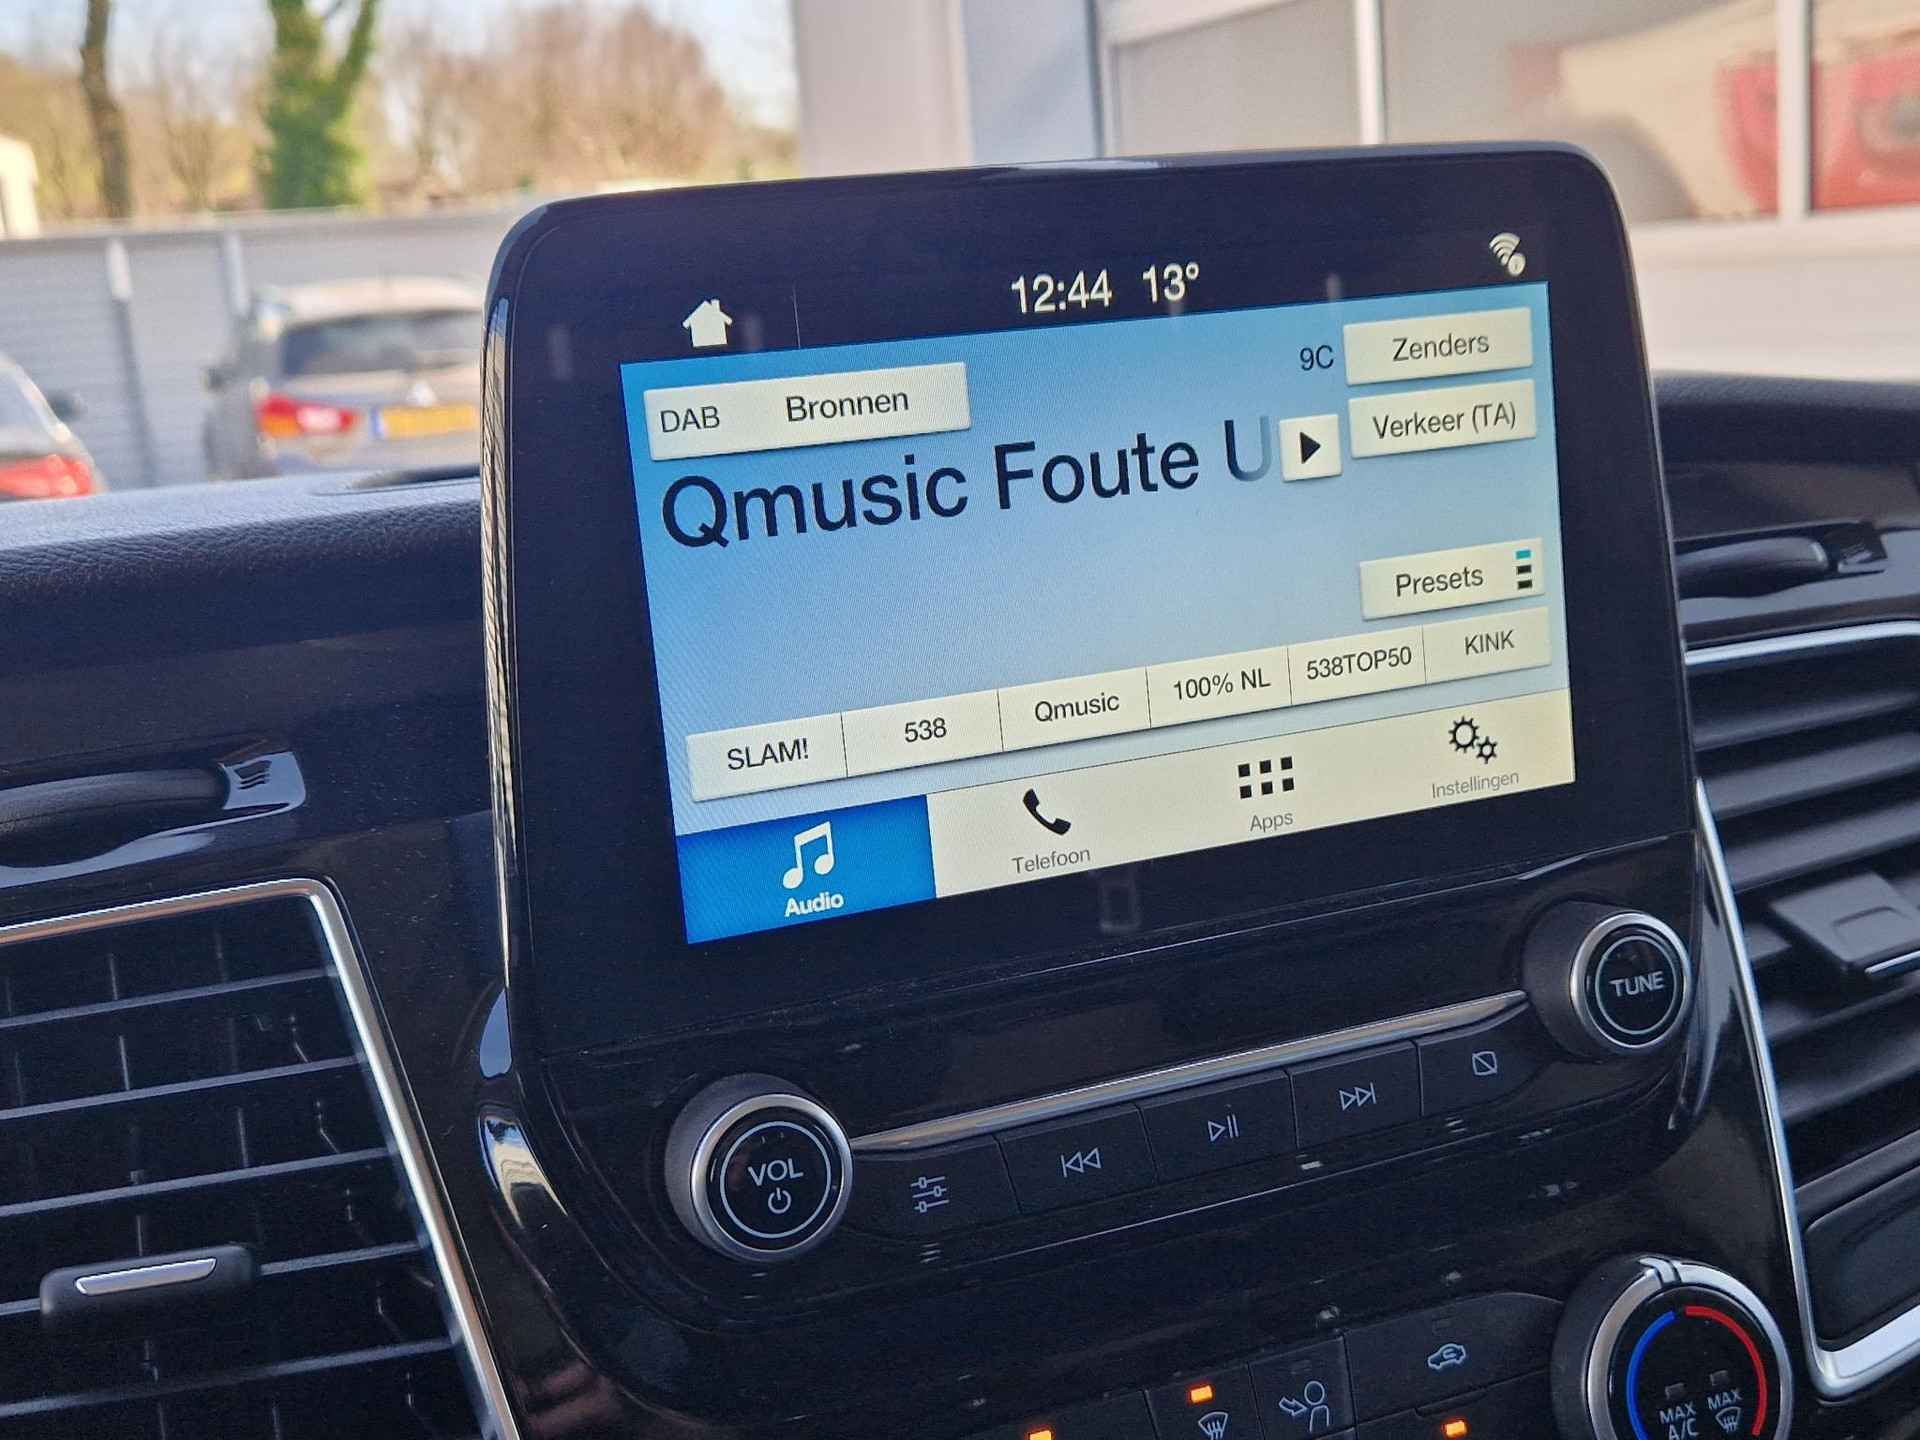 12:44 13°
DAB Bronnen
9C Zenders
Verkeer (TA)
Qmusic Foute U
Presets
SLAM! 538 Qmusic 100% NL 538TOP50 KINK
Audio Telefoon Apps Instellingen
TUNE
VOL
MAX A/C MAX